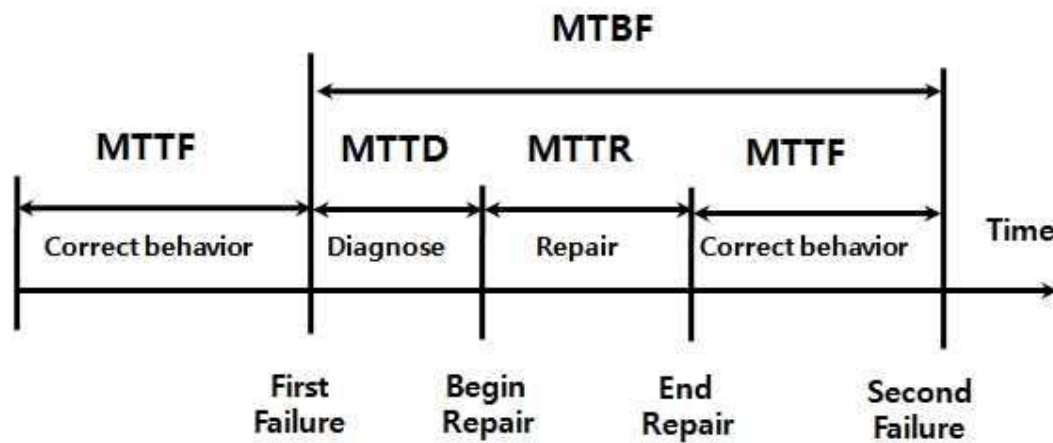 MTBF
MTTF
MTTD
MTTR
MTTF
Correct behavior
Diagnose
Repair
Correct behavior
Time
First
Failure
Begin
Repair
End
Repair
Second
Failure